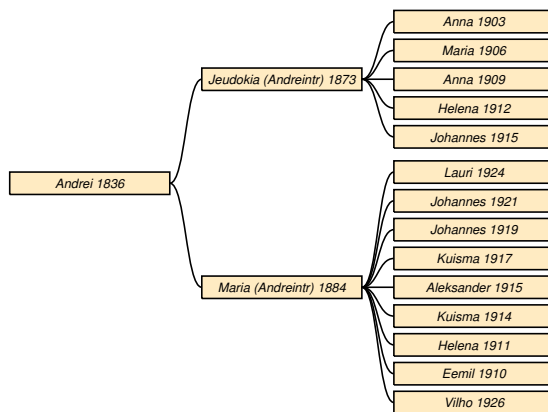 Andrei 1836
Jeudokia (Andreintr) 1873
Anna 1903
Maria 1906
Anna 1909
Helena 1912
Johannes 1915
Maria (Andreintr) 1884
Lauri 1924
Johannes 1921
Johannes 1919
Kuisma 1917
Aleksander 1915
Kuisma 1914
Helena 1911
Eemil 1910
Vilho 1926